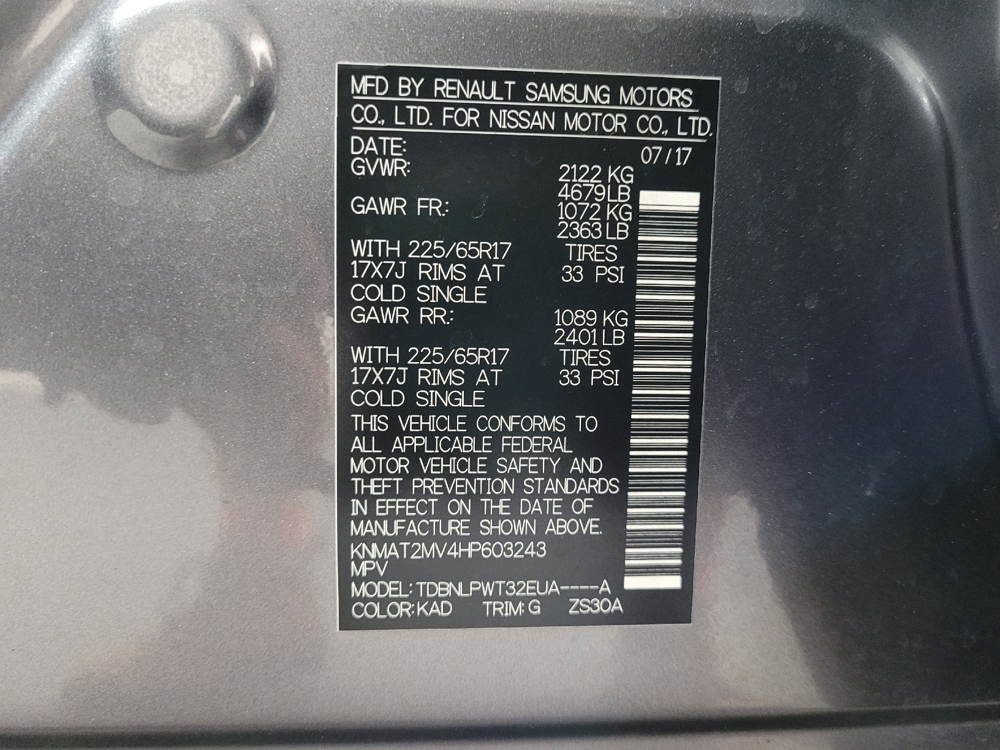 MFD BY RENAULT SAMSUNG MOTORS
CO., LTD. FOR NISSAN MOTOR CO., LTD.
DATE: 07/17
GVWR: 2122 KG
4679 LB
GAWR FR.: 1072 KG
2363 LB
WITH 225/65R17 TIRES
17X7J RIMS AT 33 PSI
COLD SINGLE
GAWR RR.: 1089 KG
2401 LB
WITH 225/65R17 TIRES
17X7J RIMS AT 33 PSI
COLD SINGLE
THIS VEHICLE CONFORMS TO
ALL APPLICABLE FEDERAL
MOTOR VEHICLE SAFETY AND
THEFT PREVENTION STANDARDS
IN EFFECT ON THE DATE OF
MANUFACTURE SHOWN ABOVE.
KNMAT2MV4HP603243
MPV
MODEL: TDBNLPWT32EUA----A
COLOR: KAD TRIM: G ZS30A